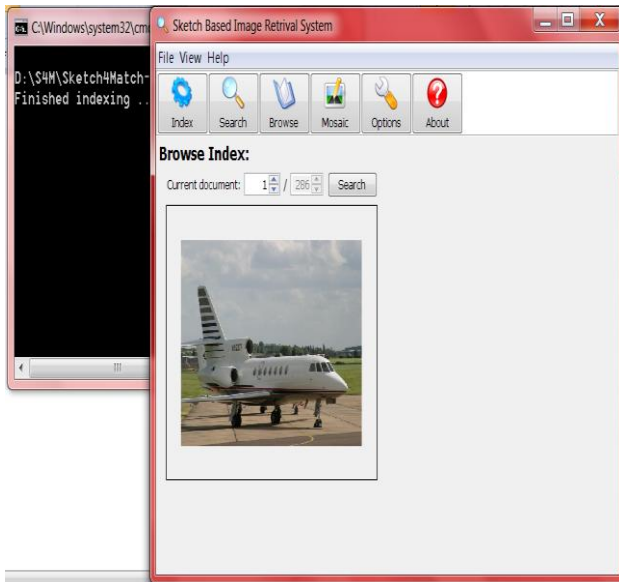 C:\Windows\system32\cm
D:\S4M\Sketch4Match-
Finished indexing ..
Sketch Based Image Retrival System
File View Help
Index Search Browse Mosaic Options About
Browse Index:
Current document: 1 / 286 Search